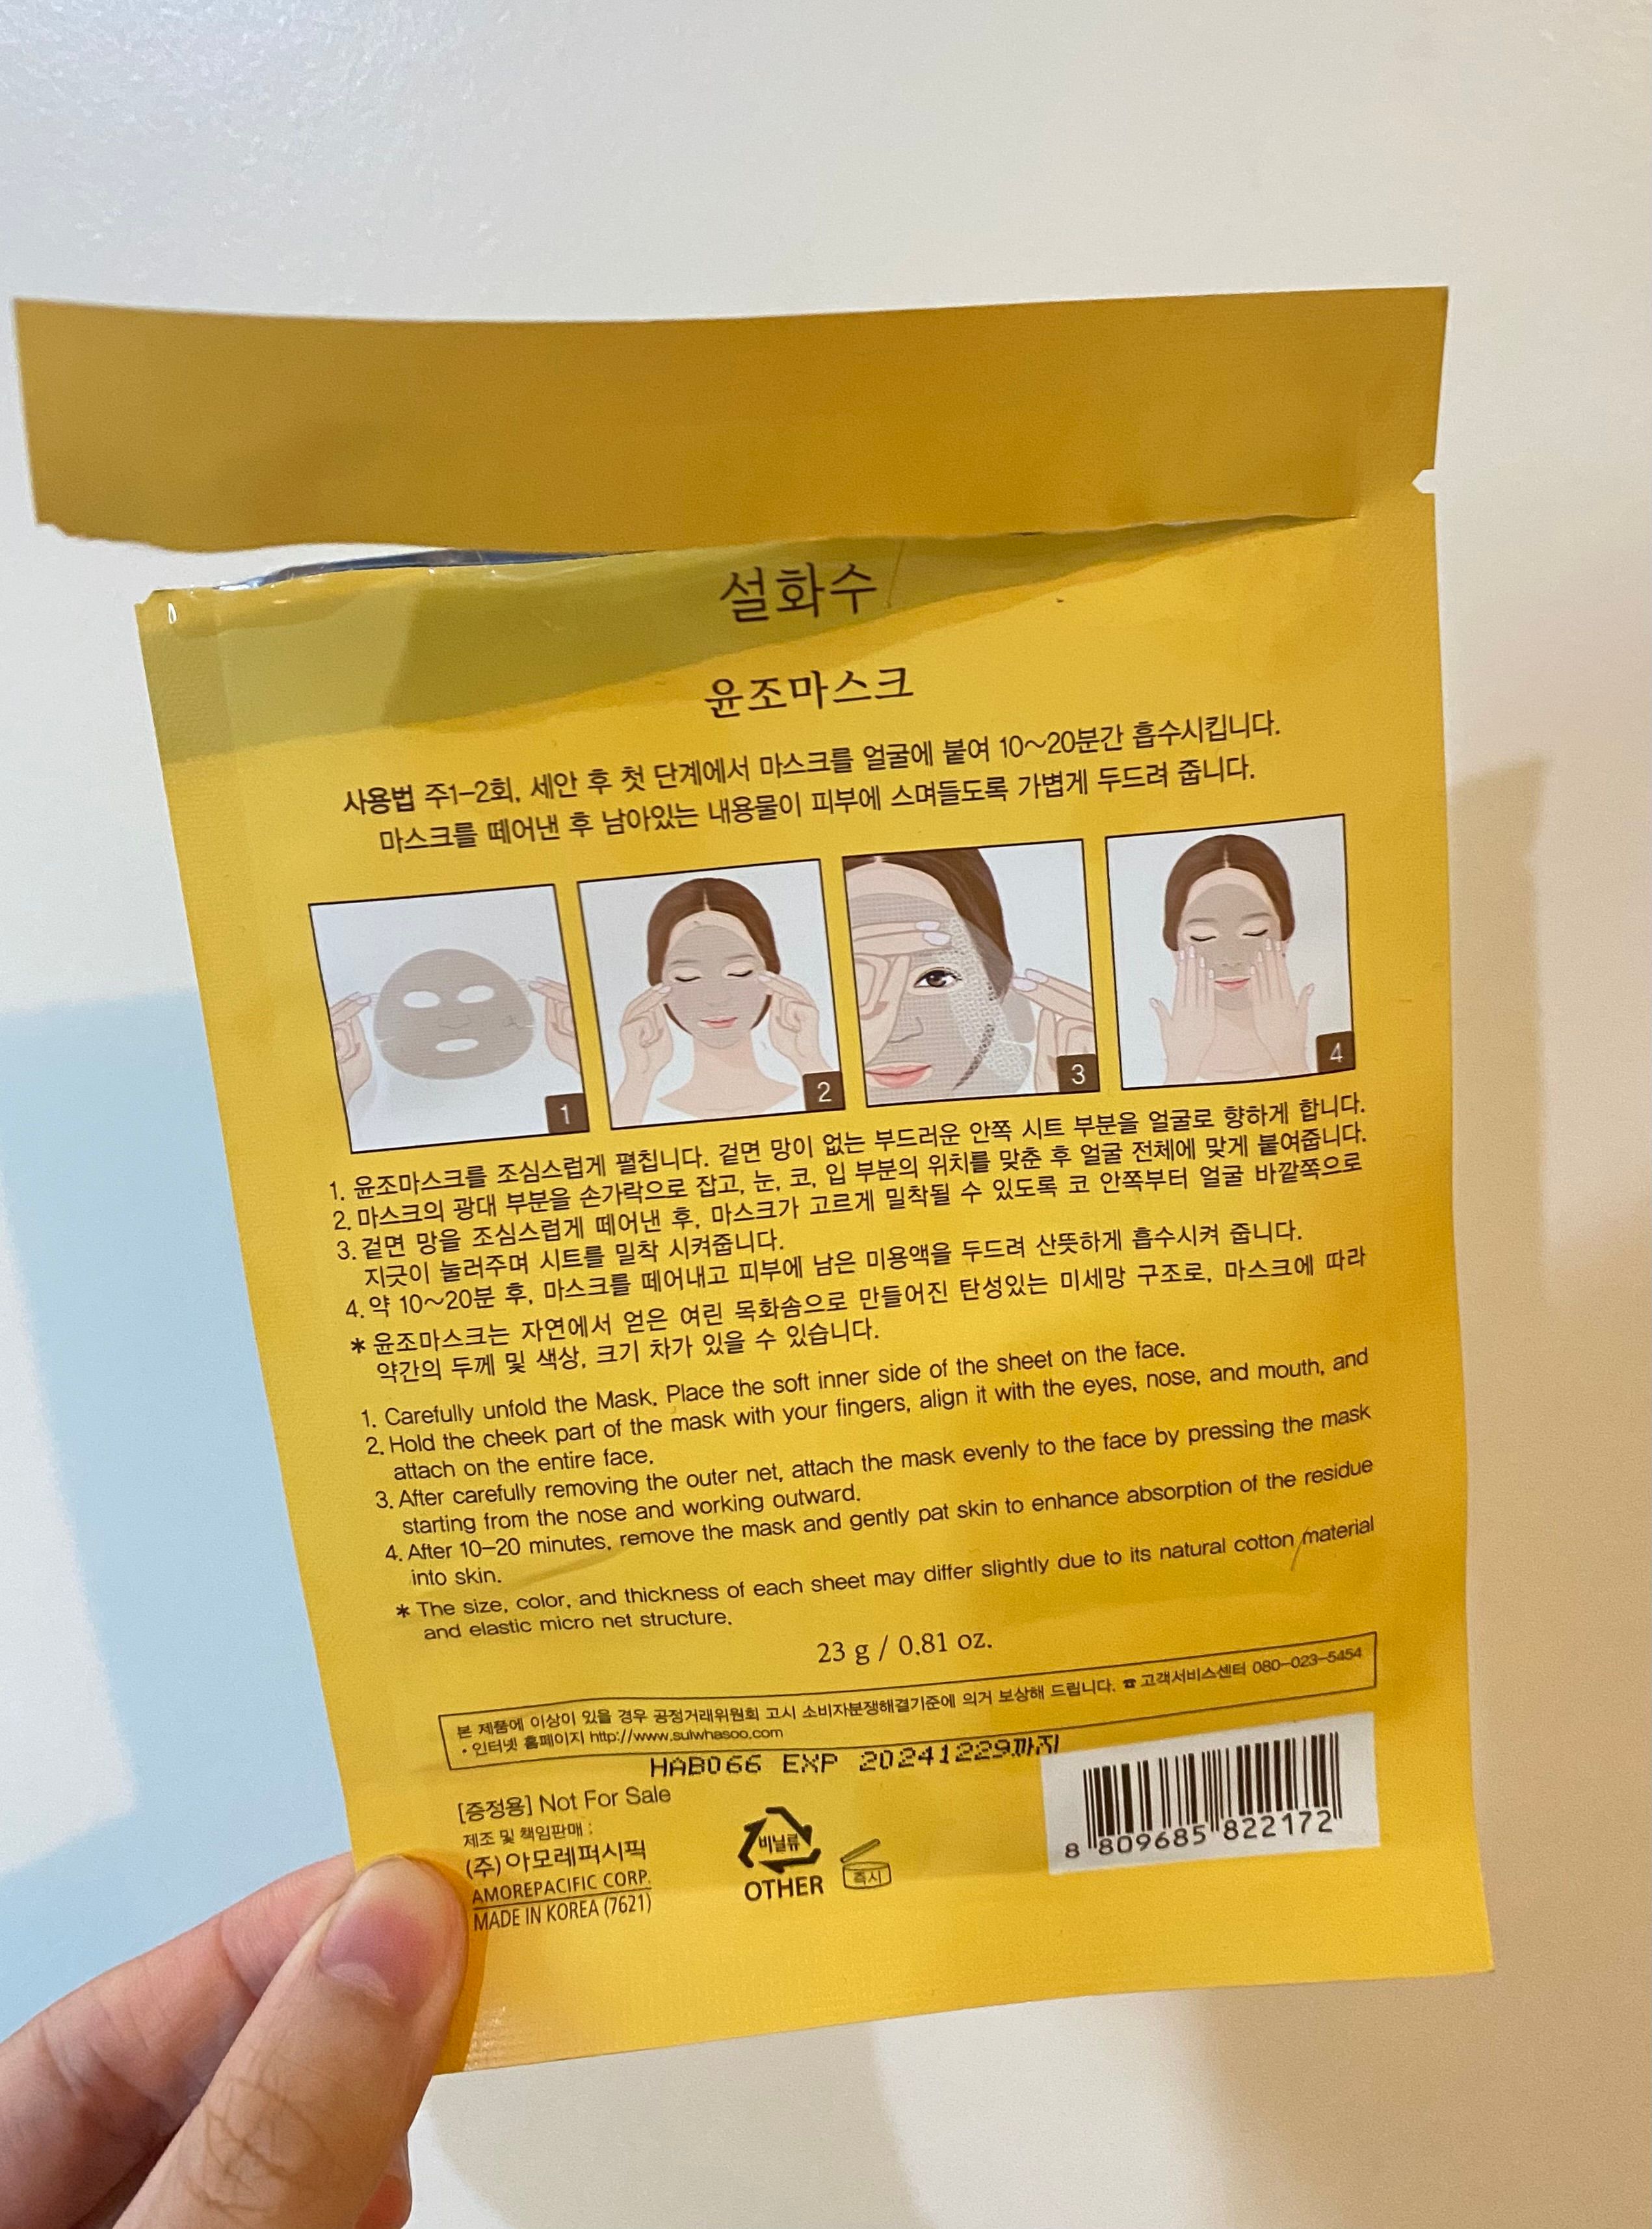 설화수
윤조마스크
사용법 주1-2회, 세안 후 첫 단계에서 마스크를 얼굴에 붙여 10~20분간 흡수시킵니다.
마스크를 떼어낸 후 남아있는 내용물이 피부에 스며들도록 가볍게 두드려 줍니다.
1
2
3
4
1. 윤조마스크를 조심스럽게 펼칩니다. 겉면 망이 없는 부드러운 안쪽 시트 부분을 얼굴로 향하게 합니다.
2. 마스크의 광대 부분을 손가락으로 잡고, 눈, 코, 입 부분의 위치를 맞춘 후 얼굴 전체에 맞게 붙여줍니다.
3. 겉면 망을 조심스럽게 떼어낸 후, 마스크가 고르게 밀착될 수 있도록 코 안쪽부터 얼굴 바깥쪽으로
지긋이 눌러주며 시트를 밀착 시켜줍니다.
4. 약 10~20분 후, 마스크를 떼어내고 피부에 남은 미용액을 두드려 산뜻하게 흡수시켜 줍니다.
* 윤조마스크는 자연에서 얻은 여린 목화솜으로 만들어진 탄성있는 미세망 구조로, 마스크에 따라
약간의 두께 및 색상, 크기 차가 있을 수 있습니다.
1. Carefully unfold the Mask. Place the soft inner side of the sheet on the face.
2. Hold the cheek part of the mask with your fingers, align it with the eyes, nose, and mouth, and
attach on the entire face.
3. After carefully removing the outer net, attach the mask evenly to the face by pressing the mask
starting from the nose and working outward.
4. After 10-20 minutes, remove the mask and gently pat skin to enhance absorption of the residue
into skin.
* The size, color, and thickness of each sheet may differ slightly due to its natural cotton material
and elastic micro net structure.
23 g / 0.81 oz.
본 제품에 이상이 있을 경우 공정거래위원회 고시 소비자분쟁해결기준에 의거 보상해 드립니다. ☎ 고객서비스센터 080-023-5454
• 인터넷 홈페이지 http://www.sulwhasoo.com
HAB066 EXP 20241229까지
[증정용] Not For Sale
제조 및 책임판매 :
(주)아모레퍼시픽
AMOREPACIFIC CORP.
MADE IN KOREA (7621)
비닐류
OTHER
즉시
8 809685 822172